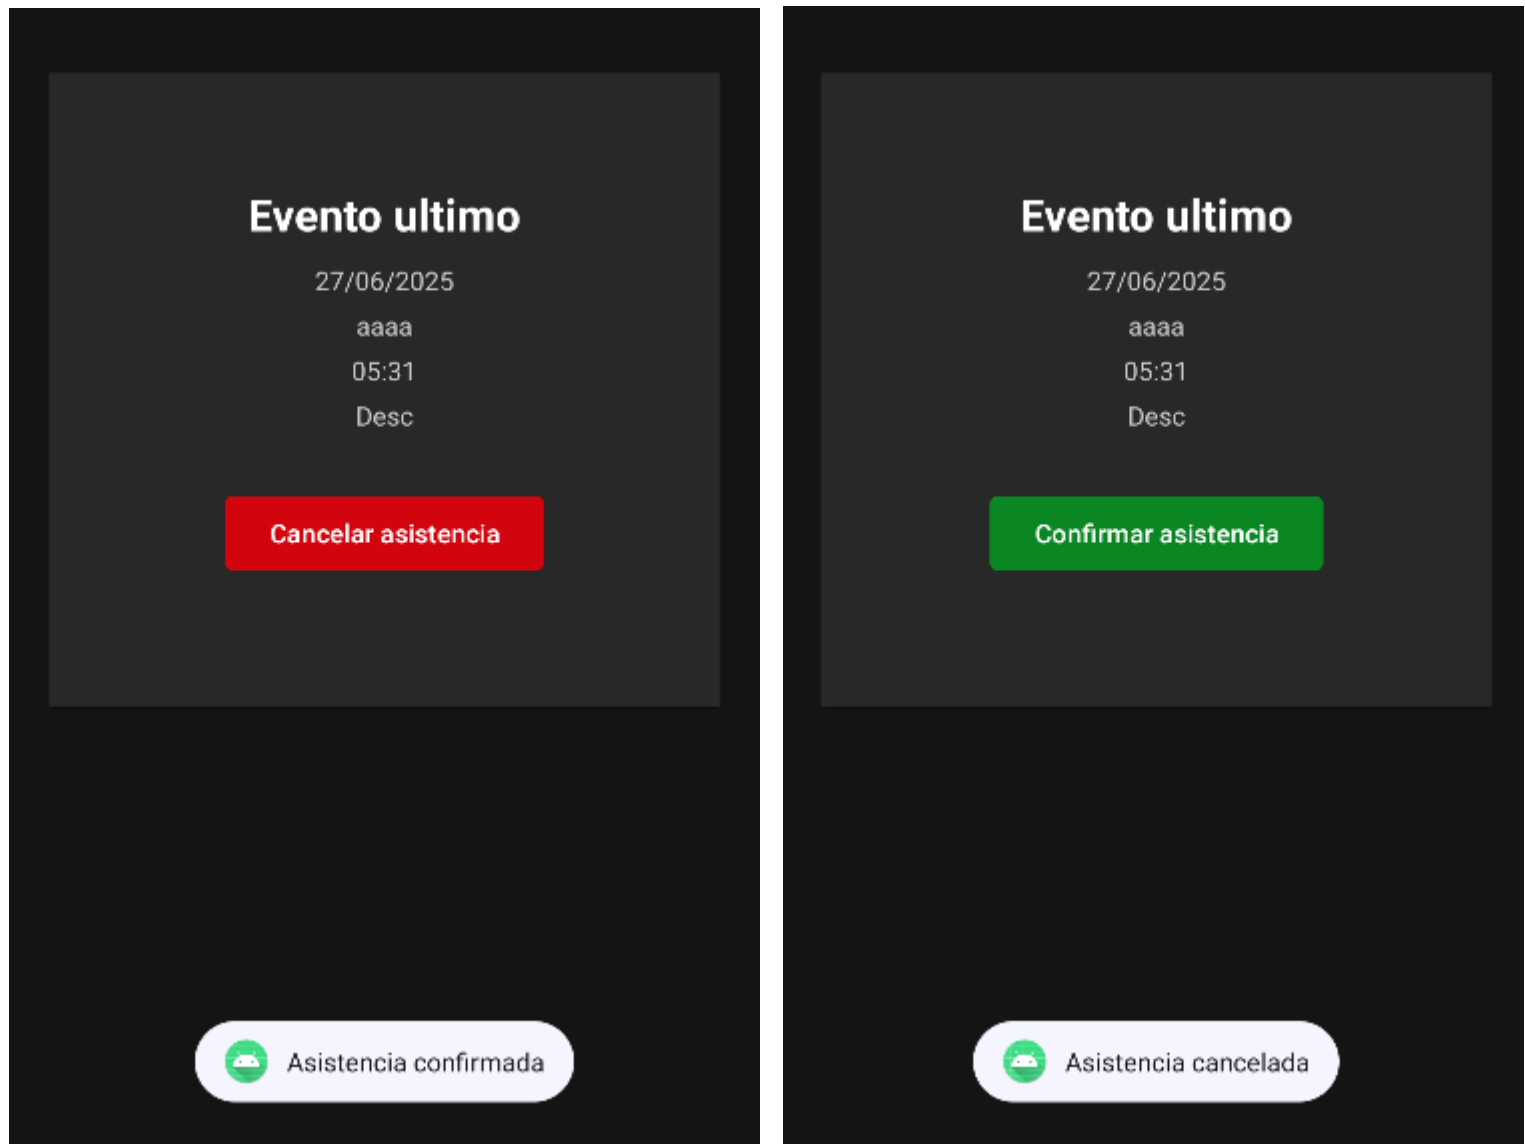 Evento ultimo
27/06/2025
aaaa
05:31
Desc
Cancelar asistencia
Asistencia confirmada
Evento ultimo
27/06/2025
aaaa
05:31
Desc
Confirmar asistencia
Asistencia cancelada